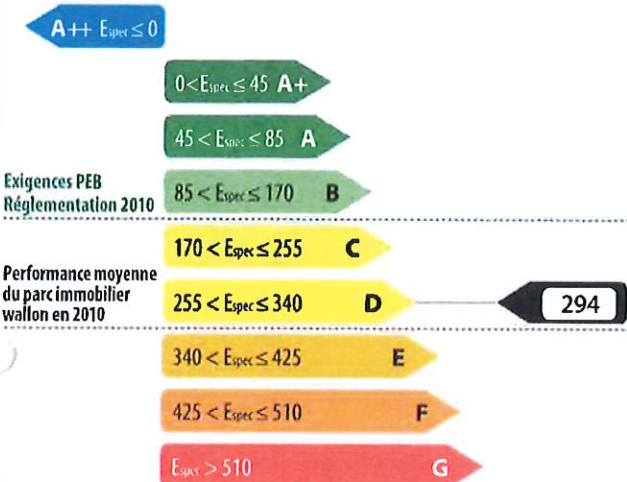 A++ Espec ≤ 0
0 < Espec ≤ 45 A+
45 < Espec ≤ 85 A
Exigences PEB
Réglementation 2010
85 < Espec ≤ 170 B
170 < Espec ≤ 255 C
Performance moyenne
du parc immobilier
wallon en 2010
255 < Espec ≤ 340 D
294
340 < Espec ≤ 425 E
425 < Espec ≤ 510 F
Espec > 510 G